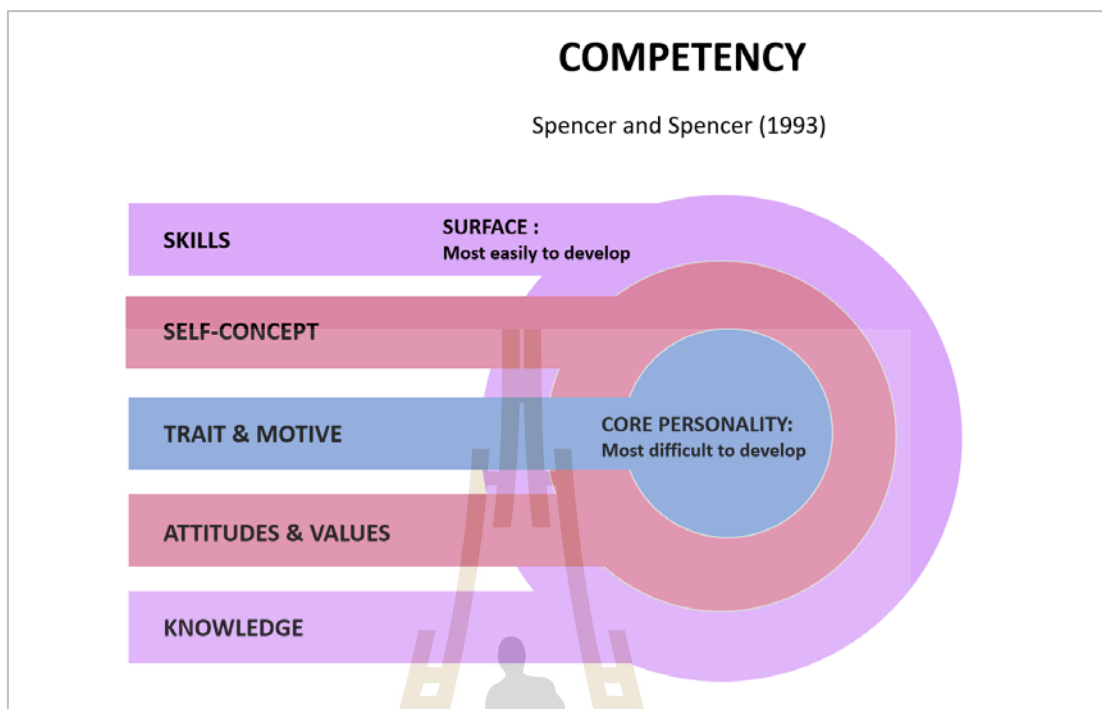 COMPETENCY
Spencer and Spencer (1993)
SKILLS
SURFACE :
Most easily to develop
SELF-CONCEPT
TRAIT & MOTIVE
CORE PERSONALITY:
Most difficult to develop
ATTITUDES & VALUES
KNOWLEDGE